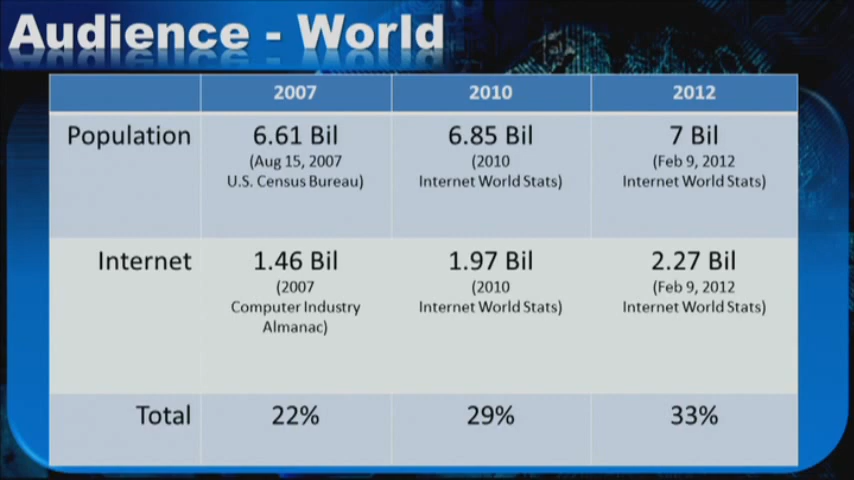 Audience - World
2007 2010 2012
Population 6.61 Bil 6.85 Bil 7 Bil
(Aug 15, 2007 (2010 (Feb 9, 2012
U.S. Census Bureau) Internet World Stats) Internet World Stats)
Internet 1.46 Bil 1.97 Bil 2.27 Bil
(2007 (2010 (Feb 9, 2012
Computer Industry Internet World Stats) Internet World Stats)
Almanac)
Total 22% 29% 33%